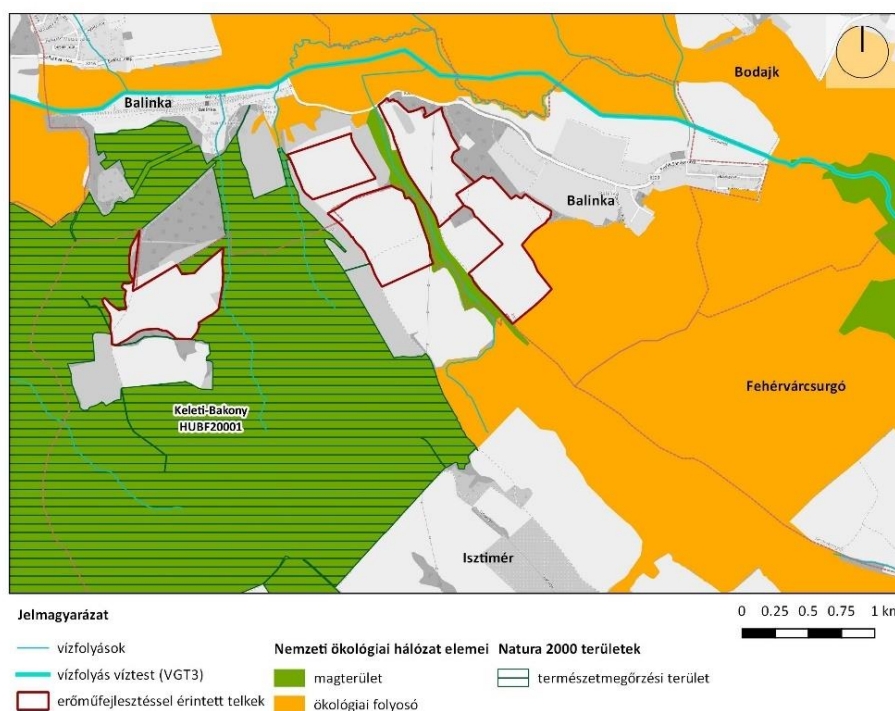 Bodajk
Balinka
Balinka
Fehérvárcsurgó
Keleti-Bakony
HUBF20001
Isztimér
Jelmagyarázat
0 0.25 0.5 0.75 1 km
vízfolyások
Nemzeti ökológiai hálózat elemei
Natura 2000 területek
vízfolyás víztest (VGT3)
magterület
természetmegőrzési terület
erőműfejlesztéssel érintett telkek
ökológiai folyosó